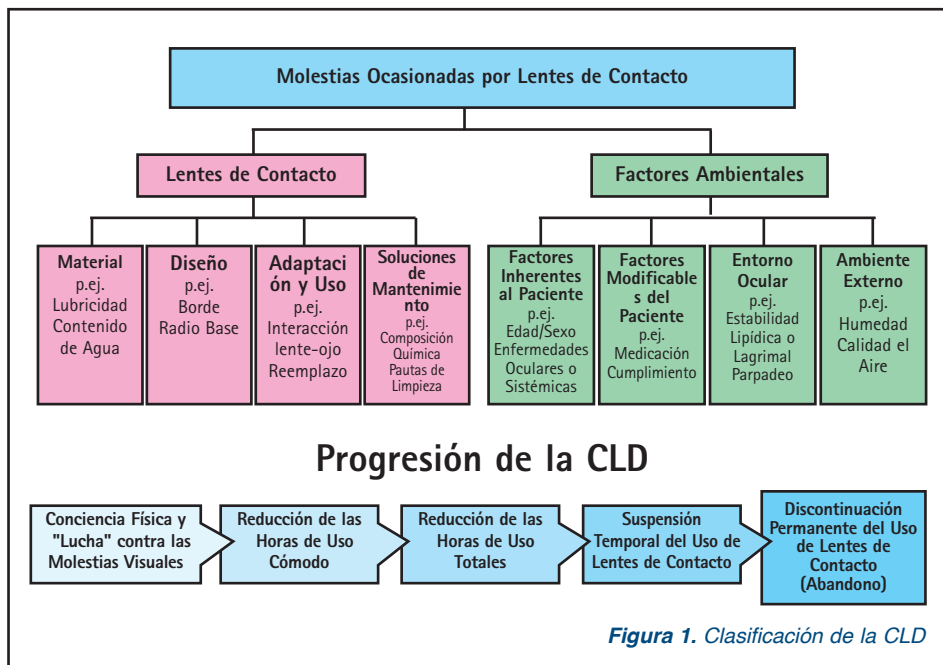 Molestias Ocasionadas por Lentes de Contacto
Lentes de Contacto
Factores Ambientales
Material
p.ej.
Lubricidad
Contenido
de Agua
Diseño
p.ej.
Borde
Radio Base
Adaptaci
ón y Uso
p.ej.
Interacción
lente-ojo
Reemplazo
Soluciones
de
Mantenimie
nto
p.ej.
Composición
Química
Pautas de
Limpieza
Factores
Inherentes
al Paciente
p.ej.
Edad/Sexo
Enfermedades
Oculares o
Sistémicas
Factores
Modificable
s del
Paciente
p.ej.
Medicación
Cumplimiento
Entorno
Ocular
p.ej.
Estabilidad
Lipídica o
Lagrimal
Parpadeo
Ambiente
Externo
p.ej.
Humedad
Calidad el
Aire
Progresión de la CLD
Conciencia Física y
"Lucha" contra las
Molestias Visuales
Reducción de las
Horas de Uso
Cómodo
Reducción de las
Horas de Uso
Totales
Suspensión
Temporal del Uso de
Lentes de Contacto
Discontinuación
Permanente del Uso
de Lentes de
Contacto
(Abandono)
Figura 1. Clasificación de la CLD